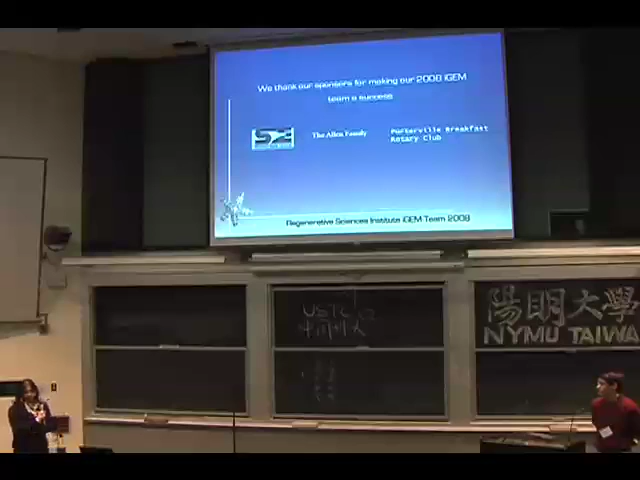 We thank our sponsors for making our 2008 iGEM
team a success
The Allen Family
Porterville Breakfast
Rotary Club
Regenerative Sciences Institute iGEM Team 2008
USTC
陽明大學
NYMU TAIWA